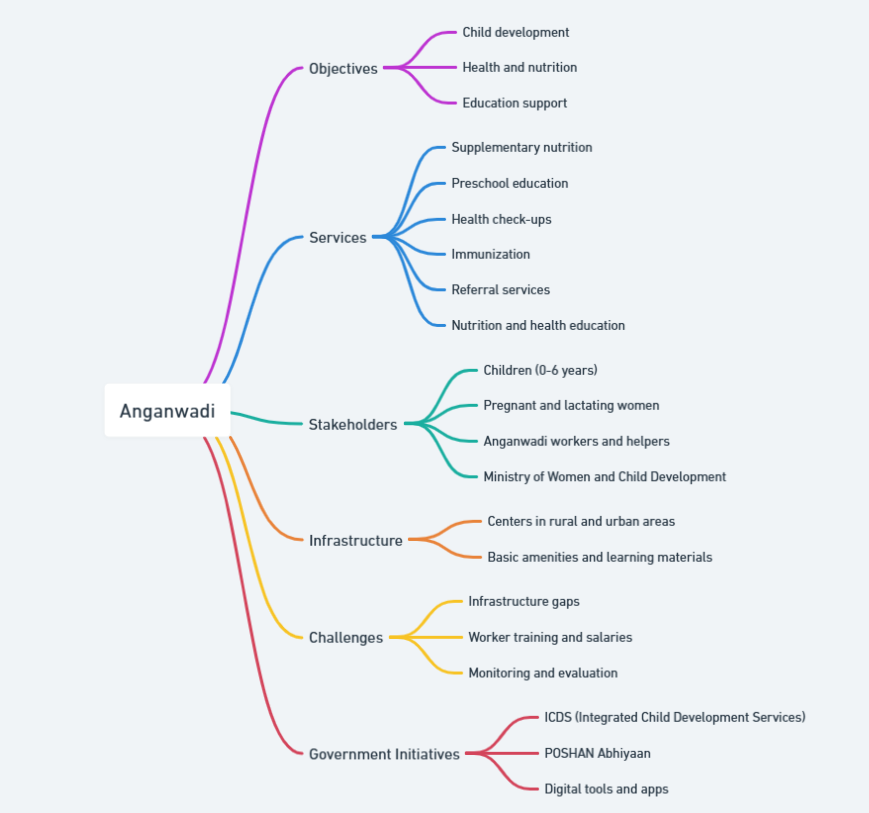 Anganwadi
Objectives
Child development
Health and nutrition
Education support
Services
Supplementary nutrition
Preschool education
Health check-ups
Immunization
Referral services
Nutrition and health education
Stakeholders
Children (0-6 years)
Pregnant and lactating women
Anganwadi workers and helpers
Ministry of Women and Child Development
Infrastructure
Centers in rural and urban areas
Basic amenities and learning materials
Challenges
Infrastructure gaps
Worker training and salaries
Monitoring and evaluation
Government Initiatives
ICDS (Integrated Child Development Services)
POSHAN Abhiyaan
Digital tools and apps